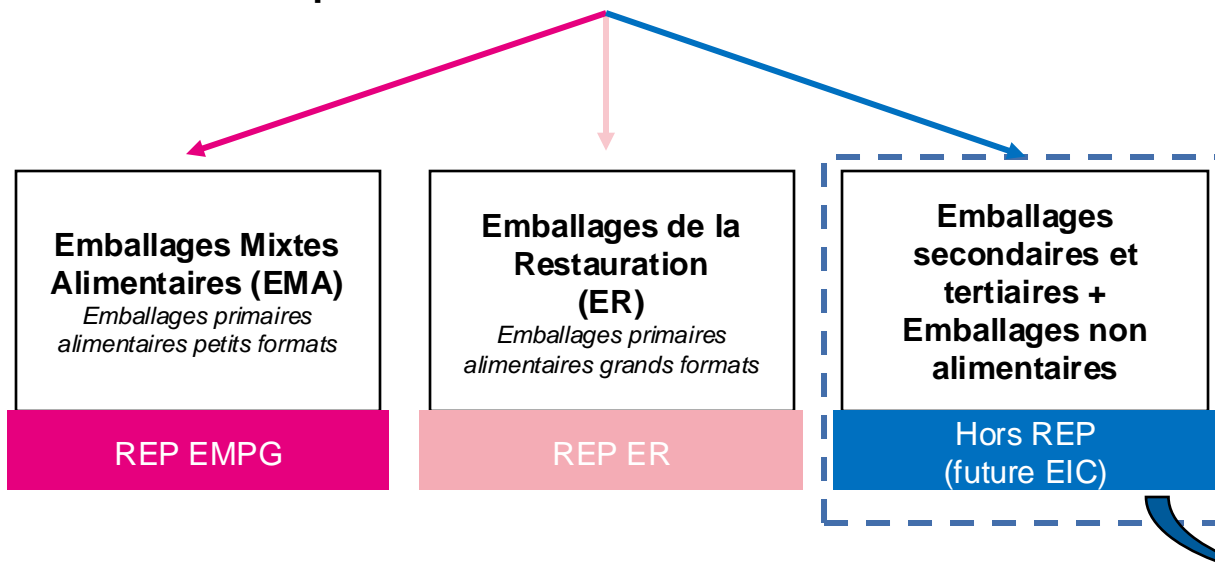 Emballages Mixtes
Alimentaires (EMA)
Emballages primaires
alimentaires petits formats
REP EMPG
Emballages de la
Restauration
(ER)
Emballages primaires
alimentaires grands formats
REP ER
Emballages
secondaires et
tertiaires +
Emballages non
alimentaires
Hors REP
(future EIC)